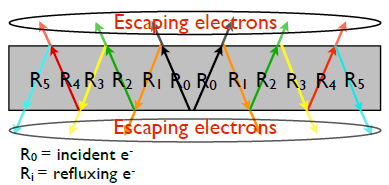 Escaping electrons
R5 R4 R3 R2 R1 R0 R0 R1 R2 R3 R4 R5
Escaping electrons
R0 = incident e-
Ri = refluxing e-